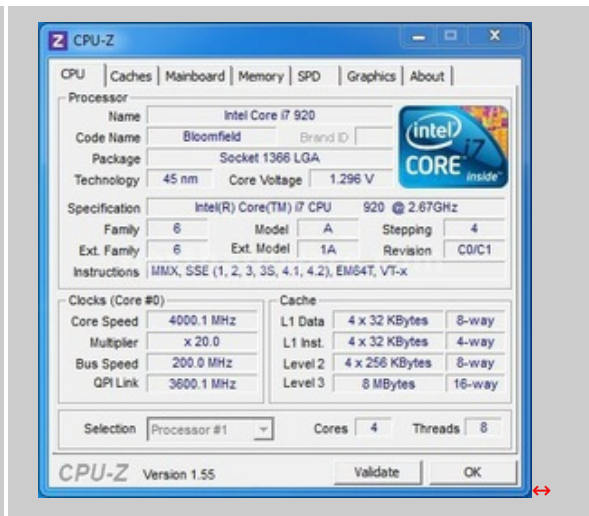 CPU-Z
CPU Caches Mainboard Memory SPD Graphics About
Processor
Name Intel Core i7 920
Code Name Bloomfield Brand ID
Package Socket 1366 LGA
Technology 45 nm Core Voltage 1.296 V
intel
CORE i7
inside™
Specification Intel(R) Core(TM) i7 CPU 920 @ 2.67GHz
Family 6 Model A Stepping 4
Ext. Family 6 Ext. Model 1A Revision C0/C1
Instructions MMX, SSE (1, 2, 3, 3S, 4.1, 4.2), EM64T, VT-x
Clocks (Core #0)
Core Speed 4000.1 MHz
Multiplier x 20.0
Bus Speed 200.0 MHz
QPI Link 3600.1 MHz
Cache
L1 Data 4 x 32 KBytes 8-way
L1 Inst. 4 x 32 KBytes 4-way
Level 2 4 x 256 KBytes 8-way
Level 3 8 MBytes 16-way
Selection Processor #1 Cores 4 Threads 8
CPU-Z Version 1.55 Validate OK